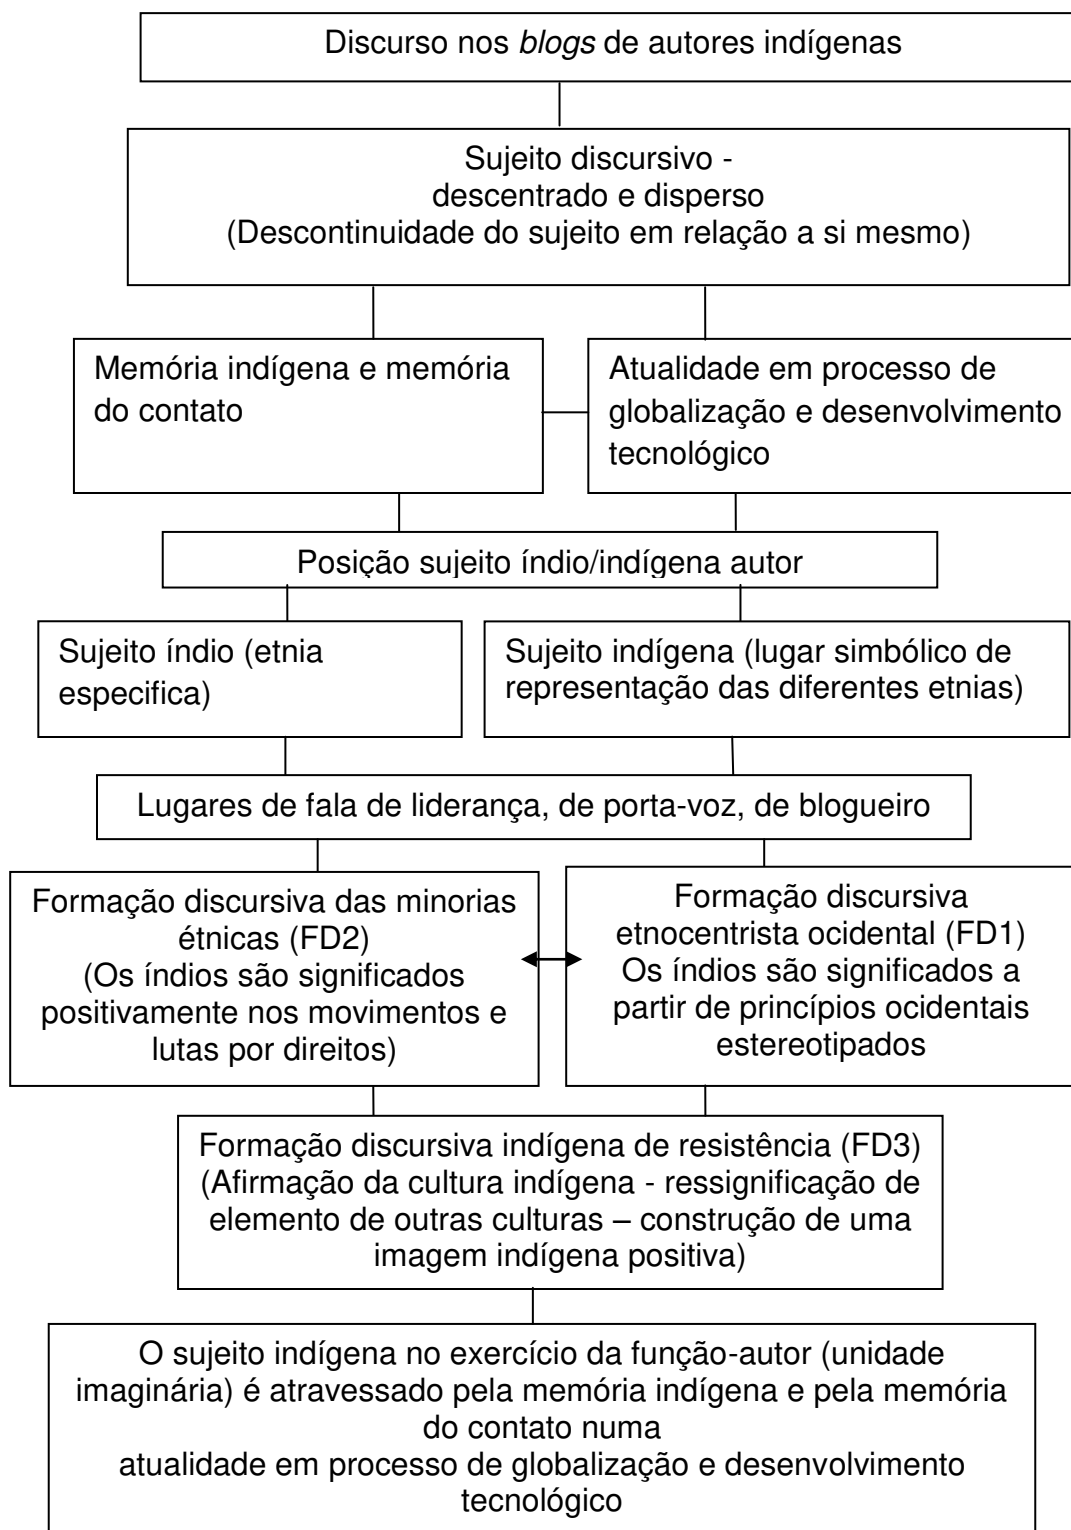 Discurso nos blogs de autores indígenas
Sujeito discursivo -
descentrado e disperso
(Descontinuidade do sujeito em relação a si mesmo)
Memória indígena e memória
do contato
Atualidade em processo de
globalização e desenvolvimento
tecnológico
Posição sujeito índio/indígena autor
Sujeito índio (etnia
especifica)
Sujeito indígena (lugar simbólico de
representação das diferentes etnias)
Lugares de fala de liderança, de porta-voz, de blogueiro
Formação discursiva das minorias
étnicas (FD2)
(Os índios são significados
positivamente nos movimentos e
lutas por direitos)
Formação discursiva
etnocentrista ocidental (FD1)
Os índios são significados a
partir de princípios ocidentais
estereotipados
Formação discursiva indígena de resistência (FD3)
(Afirmação da cultura indígena - ressignificação de
elemento de outras culturas – construção de uma
imagem indígena positiva)
O sujeito indígena no exercício da função-autor (unidade
imaginária) é atravessado pela memória indígena e pela memória
do contato numa
atualidade em processo de globalização e desenvolvimento
tecnológico